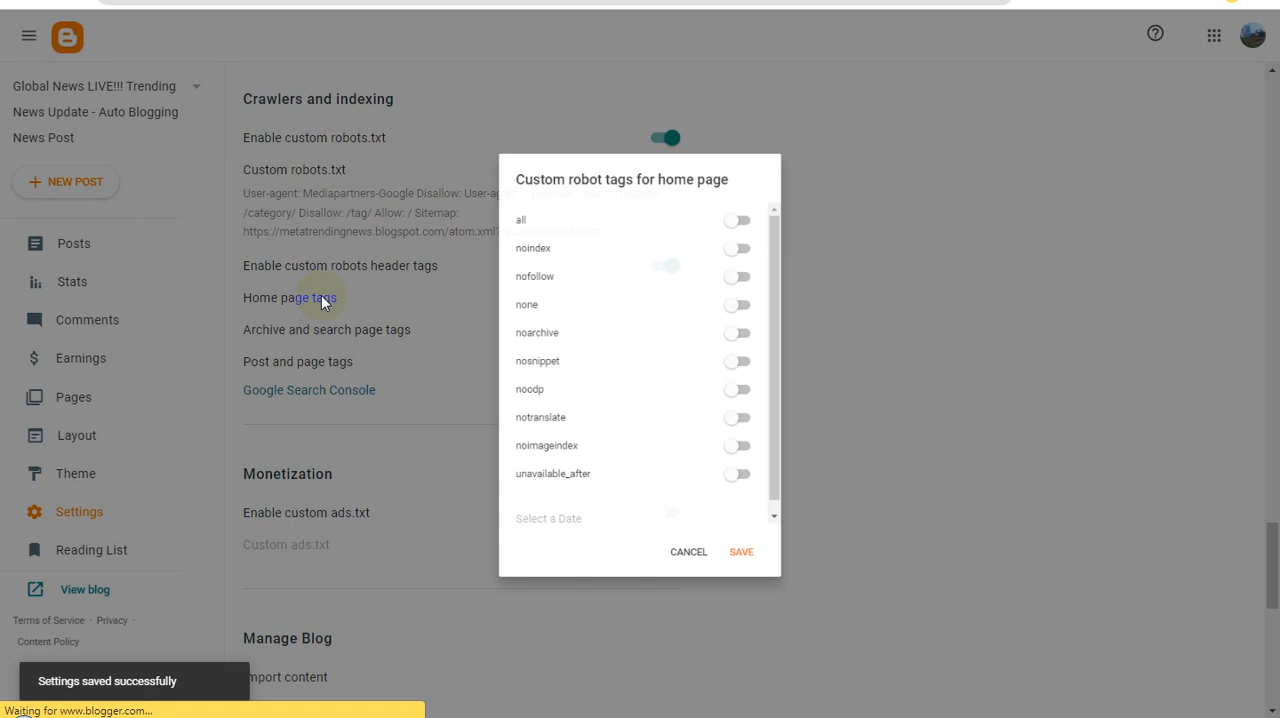 Global News LIVE!!! Trending
News Update - Auto Blogging
News Post
NEW POST
Posts
Stats
Comments
Earnings
Pages
Layout
Theme
Settings
Reading List
View blog
Terms of Service · Privacy ·
Content Policy
Crawlers and indexing
Enable custom robots.txt
Custom robots.txt
User-agent: Mediapartners-Google Disallow: User-ag
/category/ Disallow: /tag/ Allow: / Sitemap:
https://metatrendingnews.blogspot.com/atom.xml?
Enable custom robots header tags
Home page tags
Archive and search page tags
Post and page tags
Google Search Console
Monetization
Enable custom ads.txt
Custom ads.txt
Manage Blog
mport content
Custom robot tags for home page
all
noindex
nofollow
none
noarchive
nosnippet
noodp
notranslate
noimageindex
unavailable_after
Select a Date
CANCEL SAVE
Settings saved successfully
Waiting for www.blogger.com...